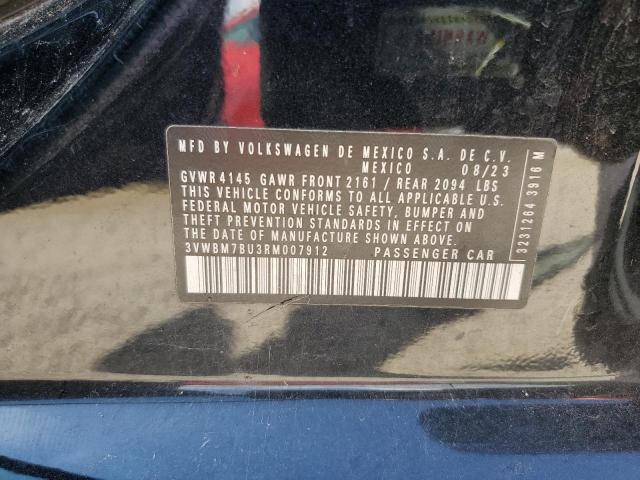 MFD BY VOLKSWAGEN DE MEXICO S.A. DE C.V.
MEXICO 08/23
GVWR 4145 GAWR FRONT 2161 / REAR 2094 LBS
THIS VEHICLE CONFORMS TO ALL APPLICABLE U.S.
FEDERAL MOTOR VEHICLE SAFETY, BUMPER AND
THEFT PREVENTION STANDARDS IN EFFECT ON
THE DATE OF MANUFACTURE SHOWN ABOVE.
3VWBM7BU3RM007912 PASSENGER CAR
3231264 3916 M